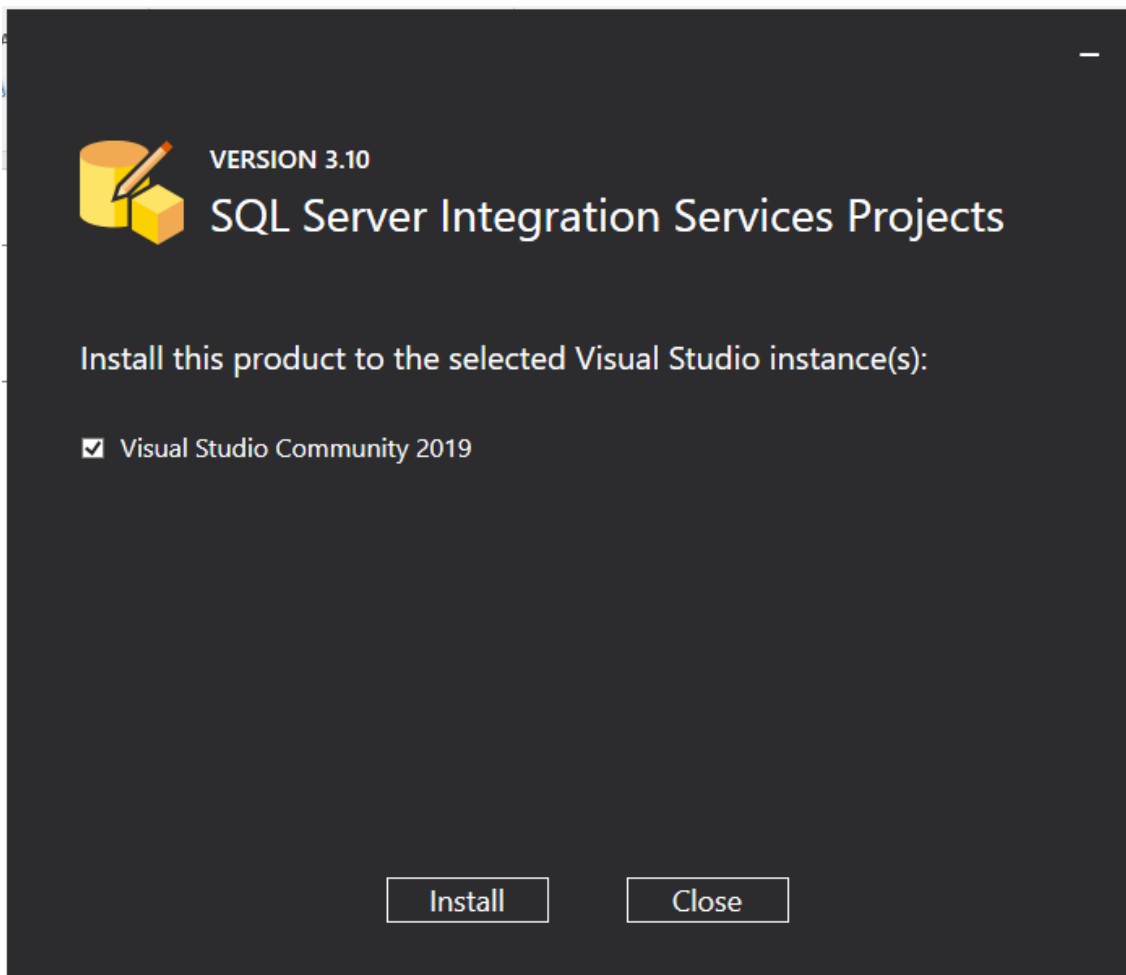 VERSION 3.10
SQL Server Integration Services Projects
Install this product to the selected Visual Studio instance(s):
Visual Studio Community 2019
Install
Close